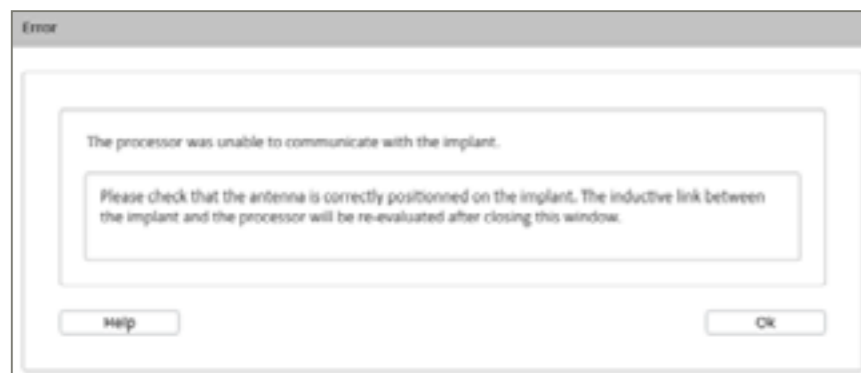 Error
The processor was unable to communicate with the implant.
Please check that the antenna is correctly positionned on the implant. The inductive link between
the implant and the processor will be re-evaluated after closing this window.
Help
Ok